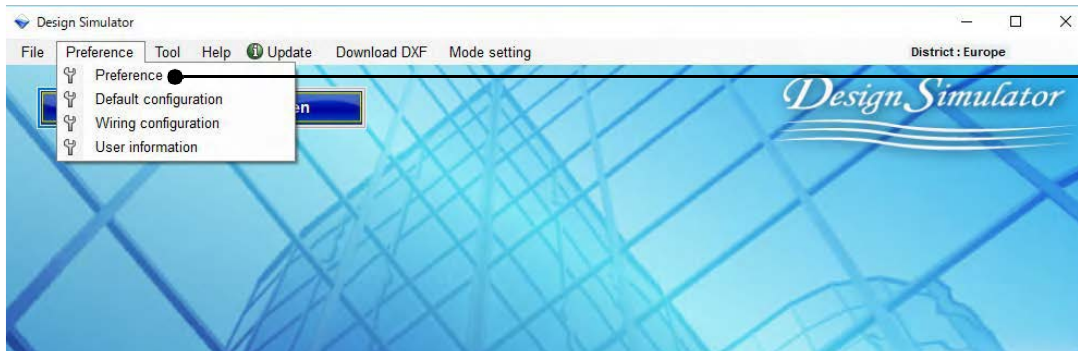 Design Simulator
File Preference Tool Help Update Download DXF Mode setting District : Europe
Preference
Default configuration
Wiring configuration
User information
Design Simulator